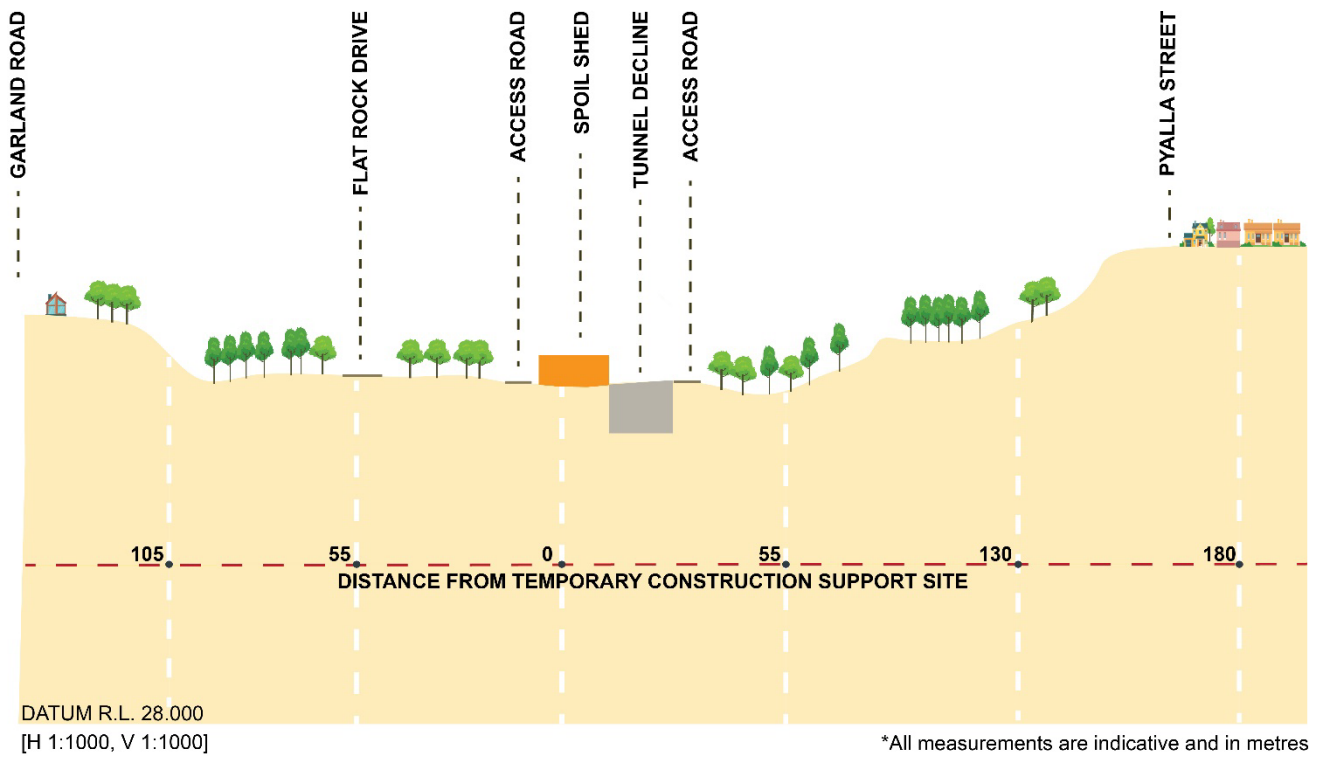 GARLAND ROAD
FLAT ROCK DRIVE
ACCESS ROAD
SPOIL SHED
TUNNEL DECLINE
ACCESS ROAD
PYALLA STREET
105
55
0
55
130
180
DISTANCE FROM TEMPORARY CONSTRUCTION SUPPORT SITE
DATUM R.L. 28.000
[H 1:1000, V 1:1000]
*All measurements are indicative and in metres